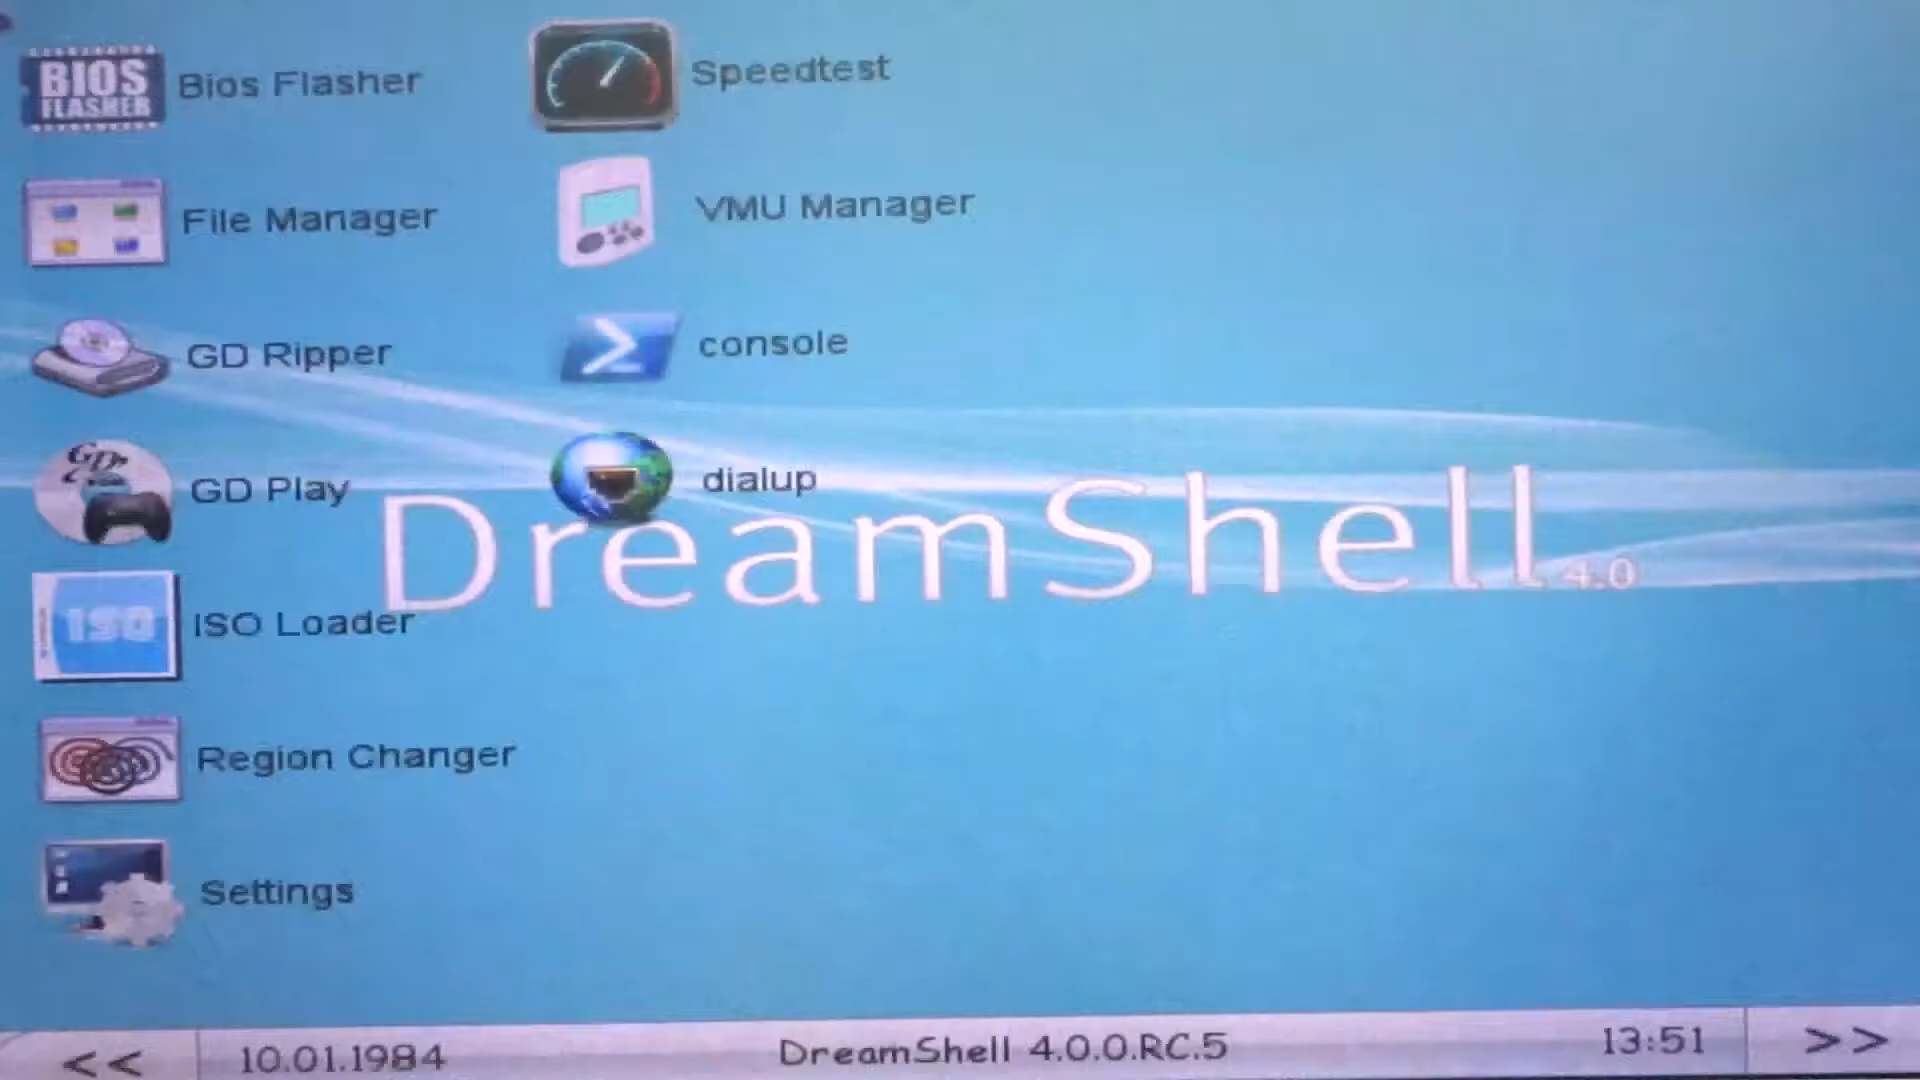 BIOS
FLASHER
Bios Flasher
File Manager
GD Ripper
GD Play
ISO
ISO Loader
Region Changer
Settings
Speedtest
VMU Manager
console
dialup
DreamShell 4.0
<<
10.01.1984
DreamShell 4.0.0.RC.5
13:51
>>